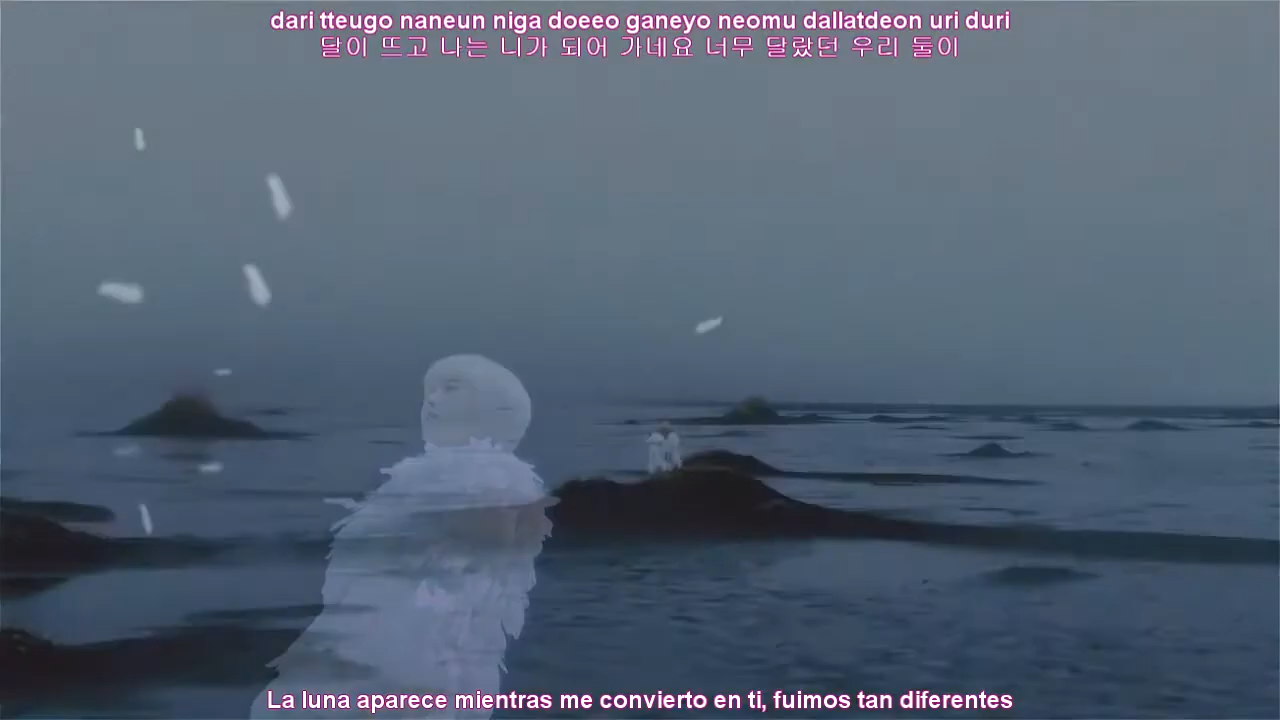 dari tteugo naneun niga doeeo ganeyo neomu dallatdeon uri duri
달이 뜨고 나는 니가 되어 가네요 너무 달랐던 우리 둘이
La luna aparece mientras me convierto en ti, fuimos tan diferentes